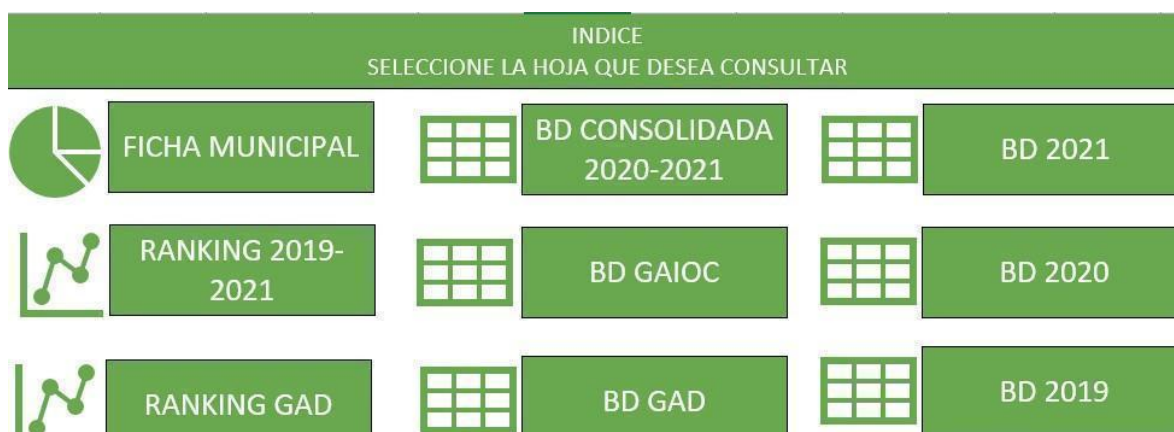 INDICE
SELECCIONE LA HOJA QUE DESEA CONSULTAR
FICHA MUNICIPAL
BD CONSOLIDADA
2020-2021
BD 2021
RANKING 2019-
2021
BD GAIOC
BD 2020
RANKING GAD
BD GAD
BD 2019